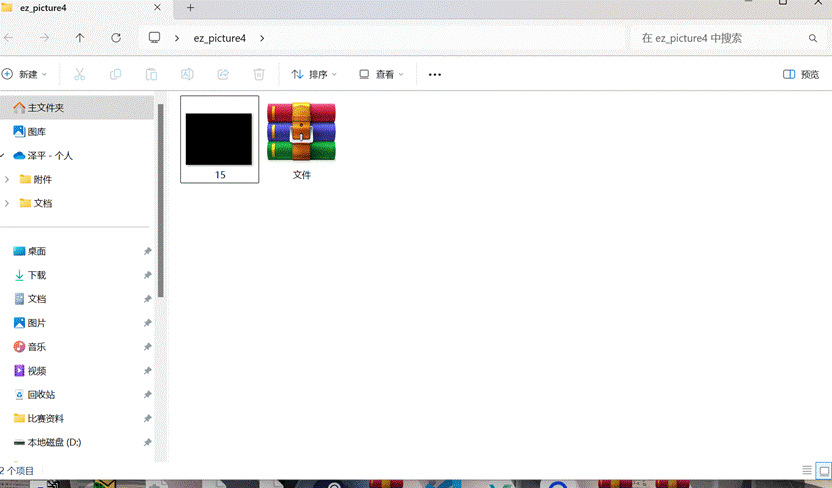 ez_picture4
ez_picture4
在 ez_picture4 中搜索
新建
排序
查看
预览
主文件夹
图库
泽平 - 个人
附件
文档
桌面
下载
文档
图片
音乐
视频
回收站
比赛资料
本地磁盘 (D:)
15
文件
2 个项目